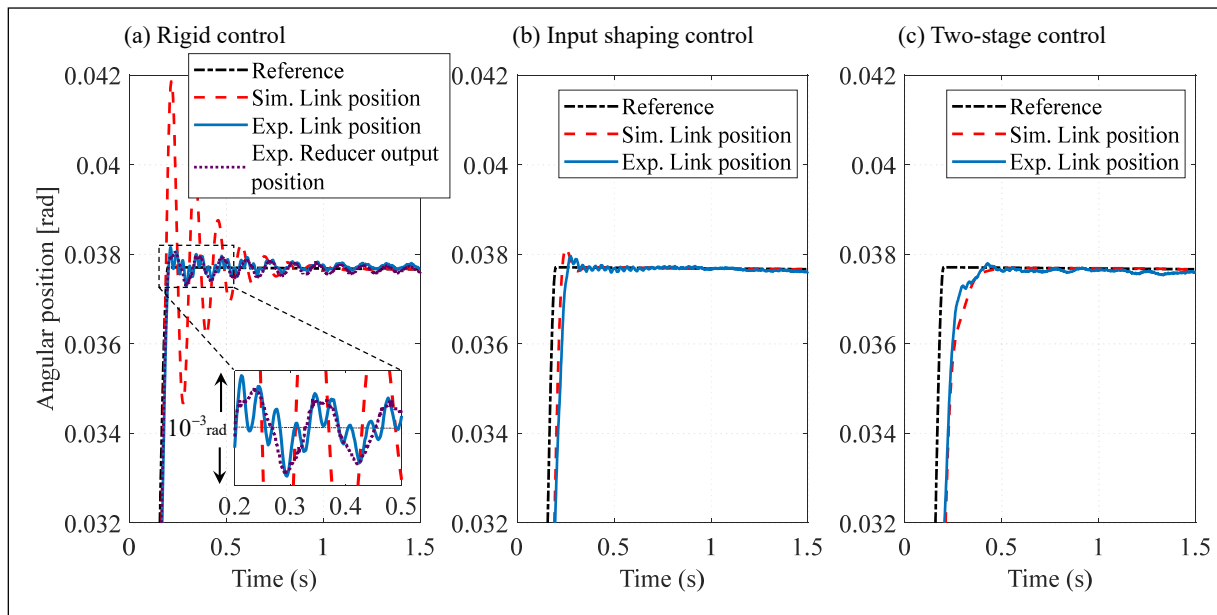 (a) Rigid control
Reference
Sim. Link position
Exp. Link position
Exp. Reducer output
position
0.042
0.04
0.038
0.036
0.034
0.032
Angular position [rad]
10⁻³rad
0.2
0.3
0.4
0.5
0
0.5
1
1.5
Time (s)
(b) Input shaping control
Reference
Sim. Link position
Exp. Link position
0.042
0.04
0.038
0.036
0.034
0.032
0
0.5
1
1.5
Time (s)
(c) Two-stage control
Reference
Sim. Link position
Exp. Link position
0.042
0.04
0.038
0.036
0.034
0.032
0
0.5
1
1.5
Time (s)